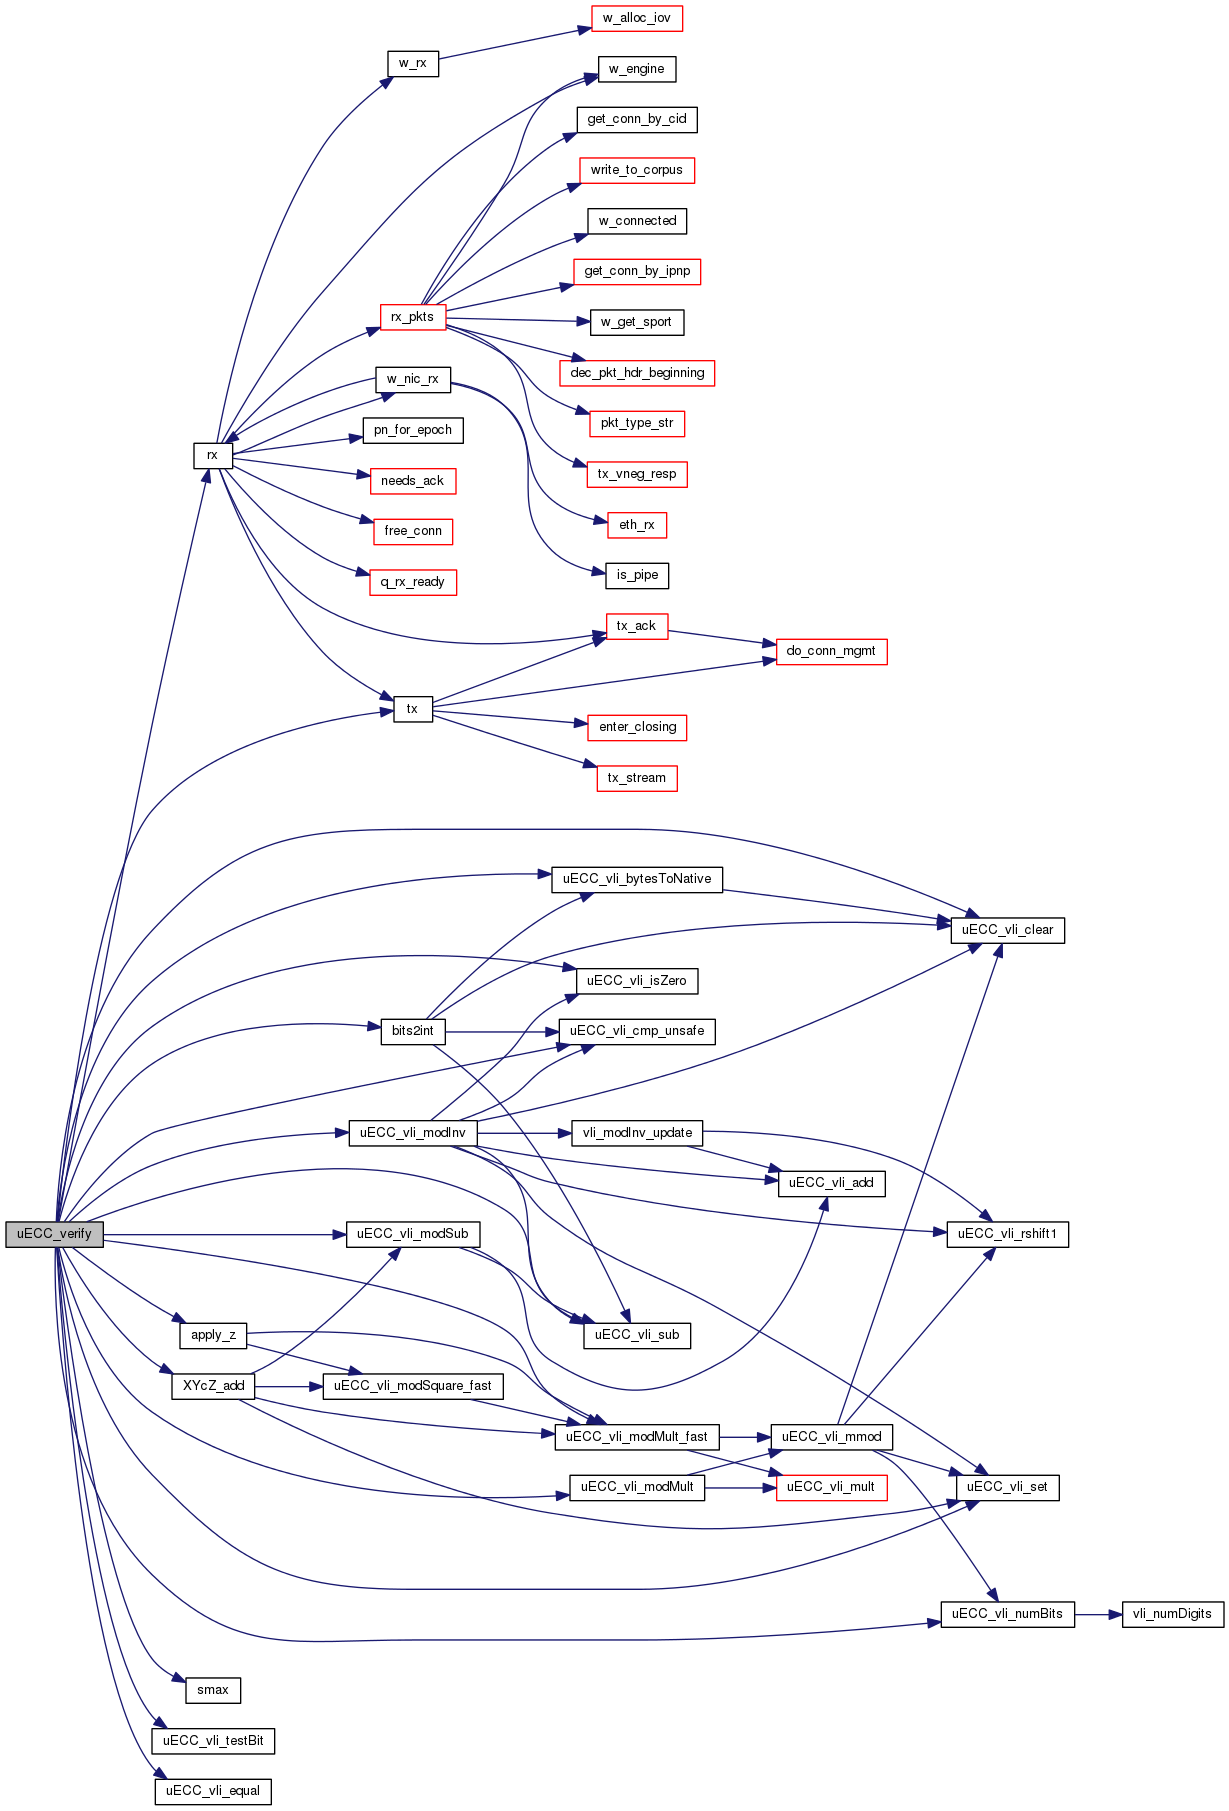 w_alloc_iov
w_rx
w_engine
get_conn_by_cid
write_to_corpus
w_connected
get_conn_by_ipnp
rx_pkts
w_get_sport
dec_pkt_hdr_beginning
w_nic_rx
pkt_type_str
pn_for_epoch
rx
tx_vneg_resp
needs_ack
eth_rx
free_conn
is_pipe
q_rx_ready
tx_ack
do_conn_mgmt
tx
enter_closing
tx_stream
uECC_vli_bytesToNative
uECC_vli_clear
uECC_vli_isZero
bits2int
uECC_vli_cmp_unsafe
uECC_vli_modInv
vli_modInv_update
uECC_vli_add
uECC_verify
uECC_vli_modSub
uECC_vli_rshift1
apply_z
uECC_vli_sub
XYcZ_add
uECC_vli_modSquare_fast
uECC_vli_modMult_fast
uECC_vli_mmod
uECC_vli_modMult
uECC_vli_mult
uECC_vli_set
uECC_vli_numBits
vli_numDigits
smax
uECC_vli_testBit
uECC_vli_equal